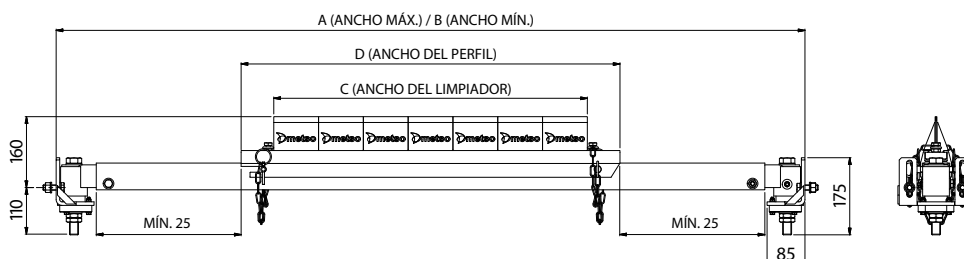 A (ANCHO MÁX.) / B (ANCHO MÍN.)
D (ANCHO DEL PERFIL)
C (ANCHO DEL LIMPIADOR)
metso metso metso metso metso metso metso
160
110
MÍN. 25
MÍN. 25
175
85